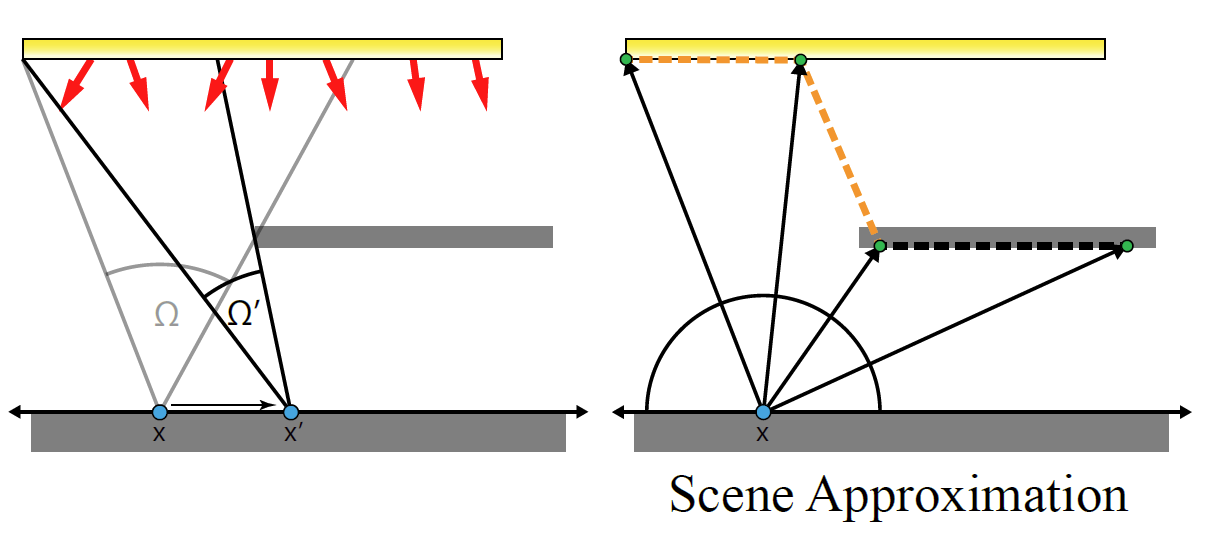 Ω
Ω′
x
x′
x
Scene Approximation